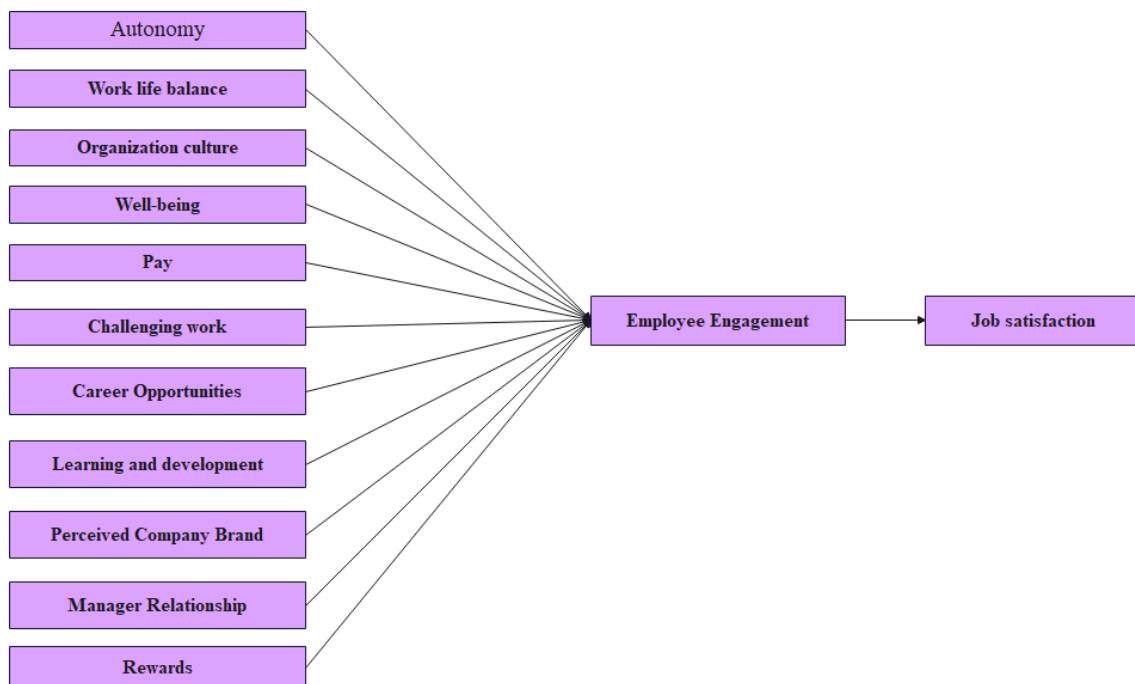 Autonomy
Work life balance
Organization culture
Well-being
Pay
Challenging work
Career Opportunities
Learning and development
Perceived Company Brand
Manager Relationship
Rewards
Employee Engagement
Job satisfaction